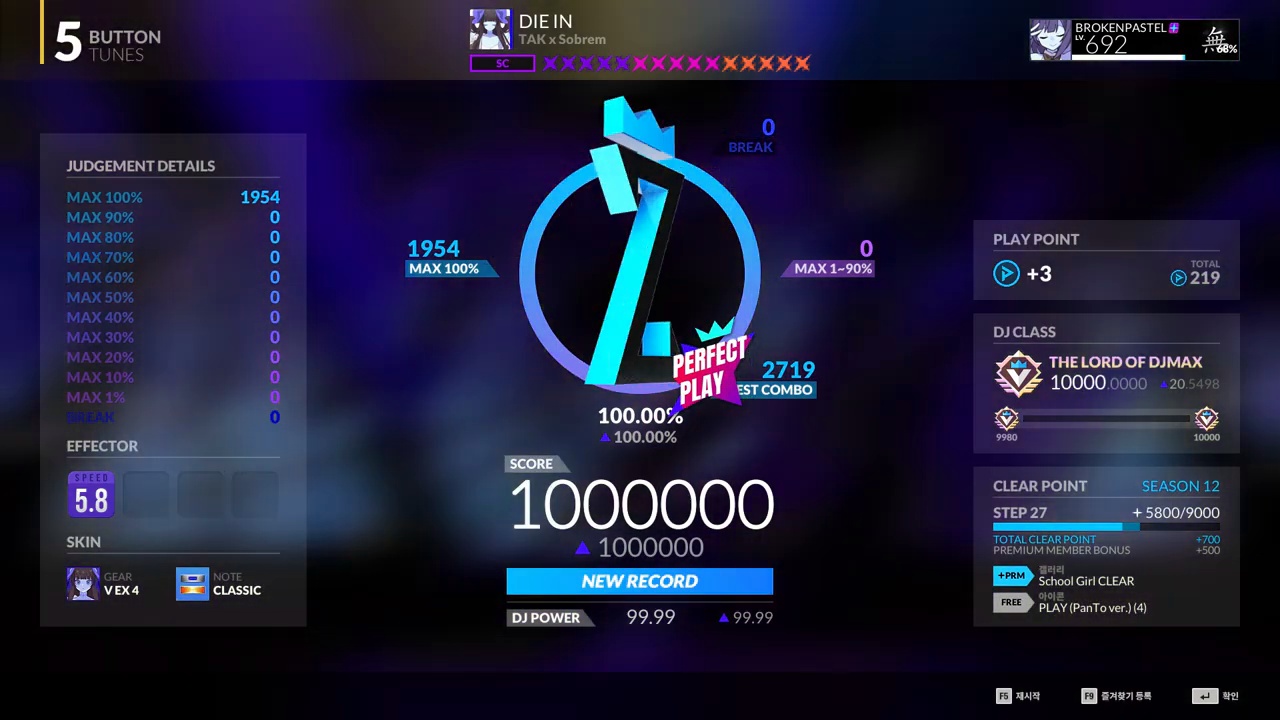 5 BUTTON
TUNES
DIE IN
TAK x Sobrem
SC
BROKENPASTEL
LV. 692
無
68%
JUDGEMENT DETAILS
MAX 100% 1954
MAX 90% 0
MAX 80% 0
MAX 70% 0
MAX 60% 0
MAX 50% 0
MAX 40% 0
MAX 30% 0
MAX 20% 0
MAX 10% 0
MAX 1% 0
BREAK 0
EFFECTOR
SPEED
5.8
SKIN
GEAR
V EX 4
NOTE
CLASSIC
0
BREAK
1954
MAX 100%
0
MAX 1~90%
PERFECT
PLAY
2719
EST COMBO
100.00%
▲ 100.00%
SCORE
1000000
▲ 1000000
NEW RECORD
DJ POWER 99.99 ▲ 99.99
PLAY POINT
+3
TOTAL
219
DJ CLASS
THE LORD OF DJMAX
10000.0000 ▲ 20.5498
9980 10000
CLEAR POINT SEASON 12
STEP 27 + 5800/9000
TOTAL CLEAR POINT +700
PREMIUM MEMBER BONUS +500
+PRM 갤러리
School Girl CLEAR
FREE 아이콘
PLAY (PanTo ver.) (4)
F5 재시작 F9 즐겨찾기 등록 확인